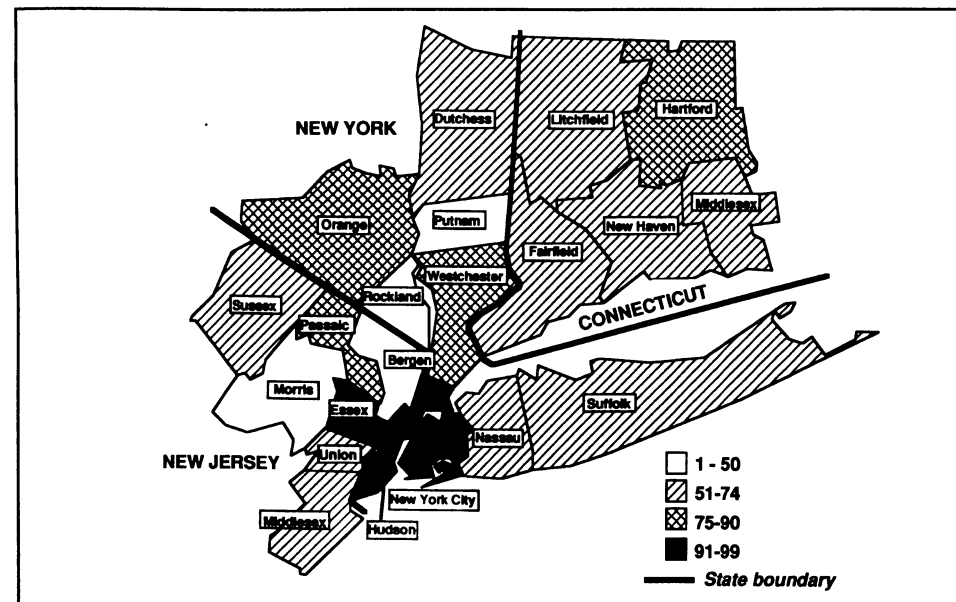 Dutchess
Litchfield
Hartford
NEW YORK
Orange
Putnam
Middlesex
New Haven
Fairfield
Westchester
Rockland
Sussex
CONNECTICUT
Passaic
Bergen
Morris
Essex
Suffolk
Nassau
NEW JERSEY
Union
1 - 50
51-74
New York City
75-90
Middlesex
Hudson
91-99
State boundary